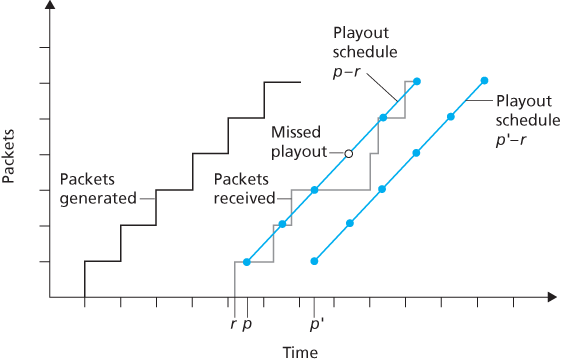 Playout
schedule
p–r
Playout
schedule
p'–r
Missed
playout
Packets
generated
Packets
received
Packets
r p p'
Time